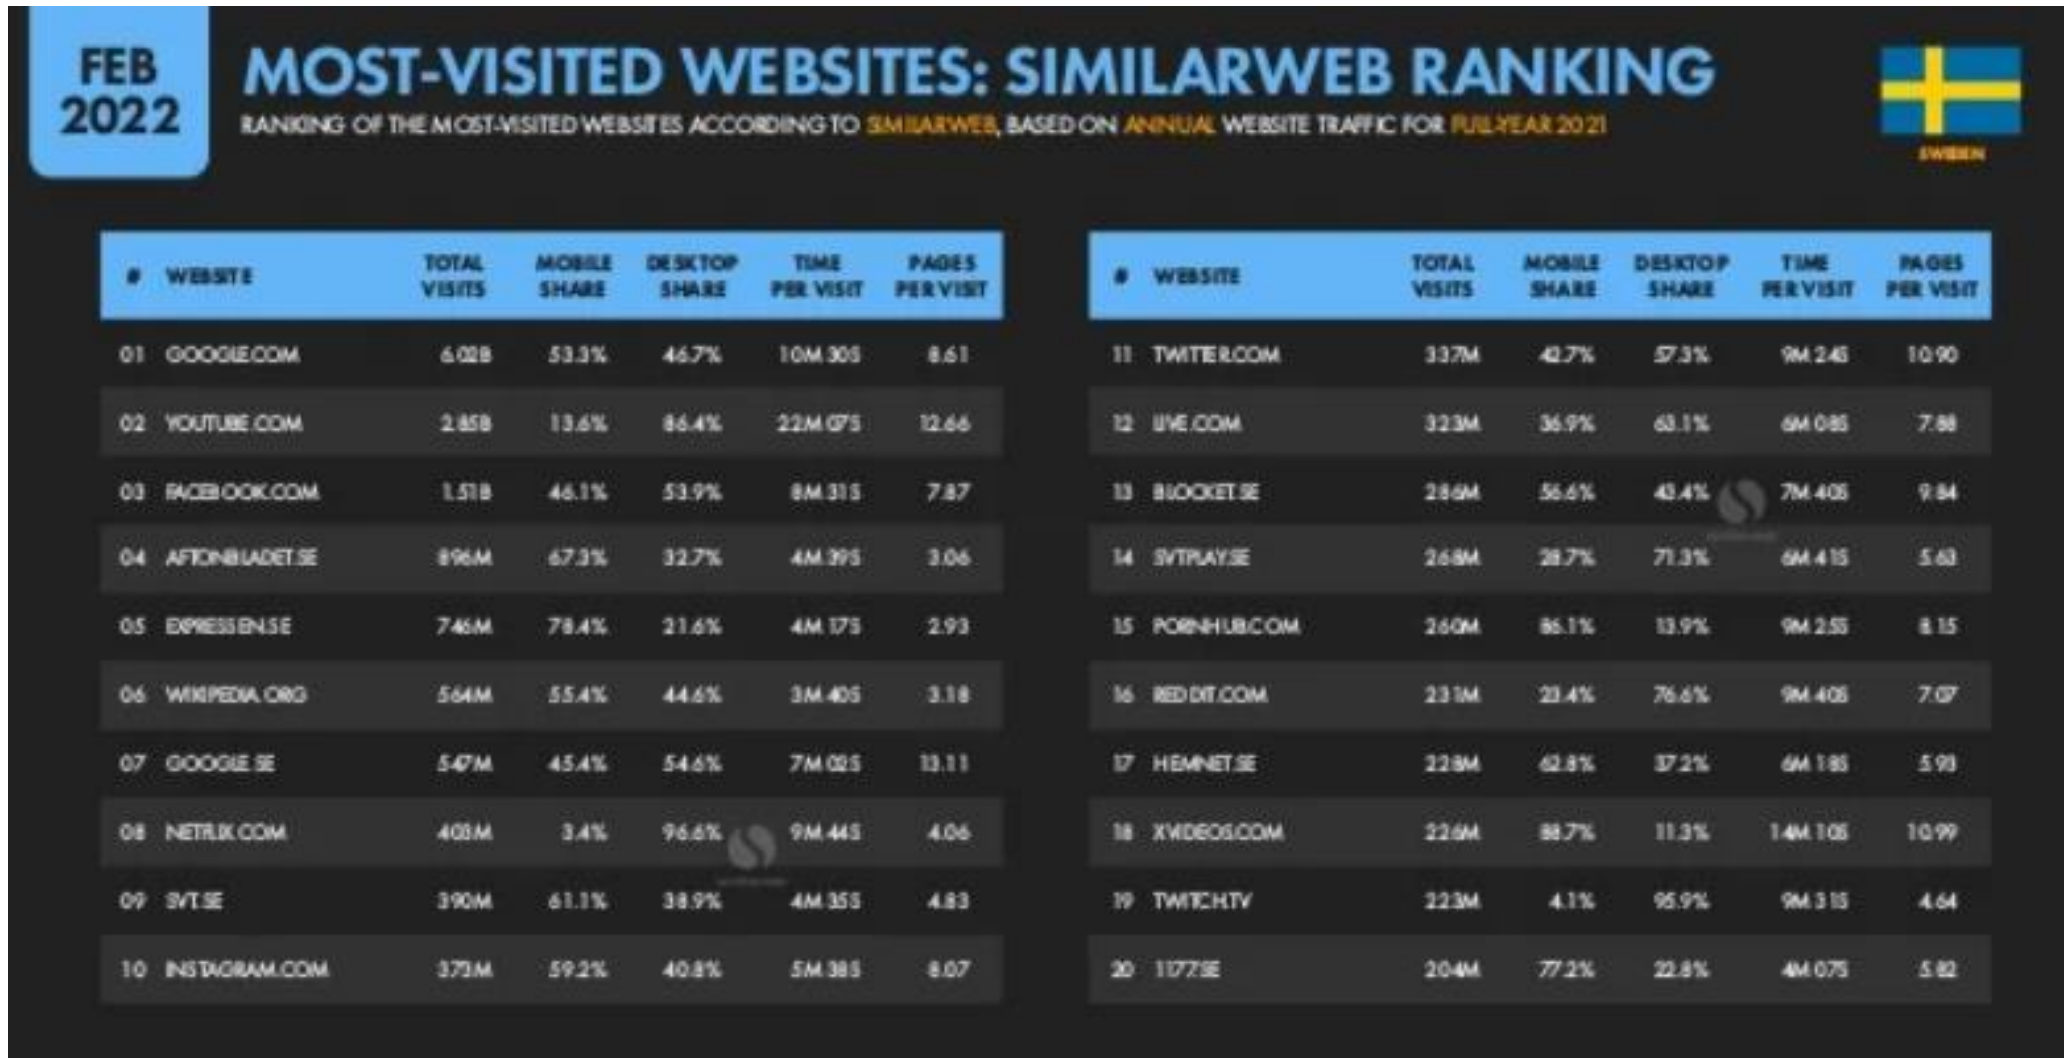 FEB
2022
MOST-VISITED WEBSITES: SIMILARWEB RANKING
RANKING OF THE MOST-VISITED WEBSITES ACCORDING TO SIMILARWEB, BASED ON ANNUAL WEBSITE TRAFFIC FOR FULL-YEAR 2021
SWEDEN
# WEBSITE TOTAL VISITS MOBILE SHARE DESKTOP SHARE TIME PER VISIT PAGES PER VISIT
01 GOOGLE.COM 6.02B 53.3% 46.7% 10M 30S 8.61
02 YOUTUBE.COM 2.85B 13.6% 86.4% 22M 07S 12.66
03 FACEBOOK.COM 1.51B 46.1% 53.9% 8M 31S 7.87
04 AFTONBLADET.SE 896M 67.3% 32.7% 4M 39S 3.06
05 EXPRESSEN.SE 746M 78.4% 21.6% 4M 17S 2.93
06 WIKIPEDIA.ORG 564M 55.4% 44.6% 3M 40S 3.18
07 GOOGLE.SE 547M 45.4% 54.6% 7M 02S 13.11
08 NETFLIX.COM 403M 3.4% 96.6% 9M 44S 4.06
09 SVT.SE 390M 61.1% 38.9% 4M 35S 4.83
10 INSTAGRAM.COM 373M 59.2% 40.8% 5M 38S 8.07
# WEBSITE TOTAL VISITS MOBILE SHARE DESKTOP SHARE TIME PER VISIT PAGES PER VISIT
11 TWITTER.COM 337M 42.7% 57.3% 9M 24S 10.90
12 LIVE.COM 323M 36.9% 63.1% 6M 08S 7.88
13 BLOCKET.SE 286M 56.6% 43.4% 7M 40S 9.84
14 SVTPLAY.SE 268M 28.7% 71.3% 6M 41S 5.63
15 PORNHUB.COM 260M 86.1% 13.9% 9M 25S 8.15
16 REDDIT.COM 231M 23.4% 76.6% 9M 40S 7.07
17 HEMNET.SE 228M 62.8% 37.2% 6M 18S 5.93
18 XVIDEOS.COM 226M 88.7% 11.3% 14M 10S 10.99
19 TWITCH.TV 223M 4.1% 95.9% 9M 31S 4.64
20 1177.SE 204M 77.2% 22.8% 4M 07S 5.82